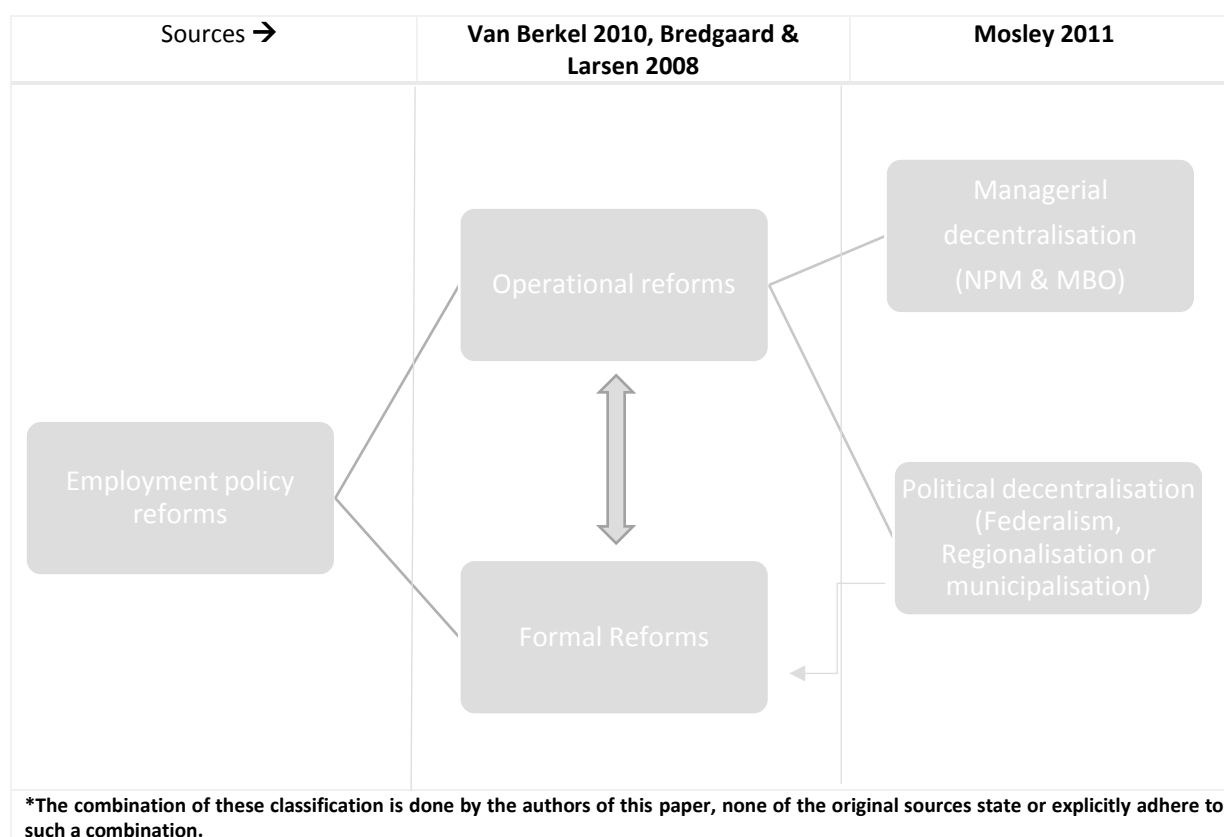 Sources →
Van Berkel 2010, Bredgaard &
Larsen 2008
Mosley 2011
Managerial
decentralisation
(NPM & MBO)
Operational reforms
Employment policy
reforms
Political decentralisation
(Federalism,
Regionalisation or
municipalisation)
Formal Reforms
*The combination of these classification is done by the authors of this paper, none of the original sources state or explicitly adhere to
such a combination.